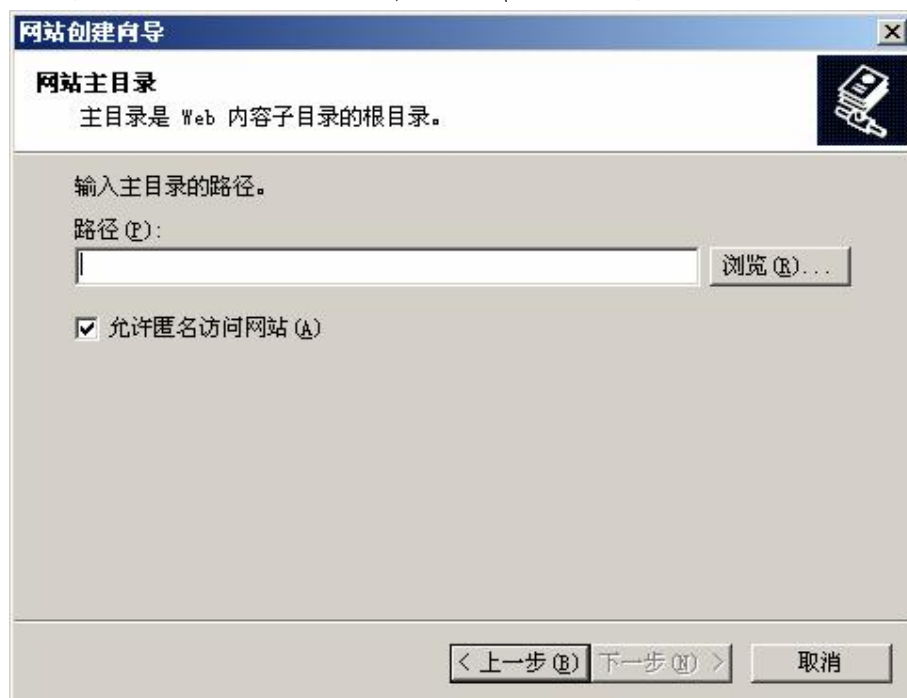 网站创建向导
网站主目录
主目录是 Web 内容子目录的根目录。
输入主目录的路径。
路径(P):
浏览(R)...
允许匿名访问网站(A)
< 上一步(B) 下一步(N) > 取消